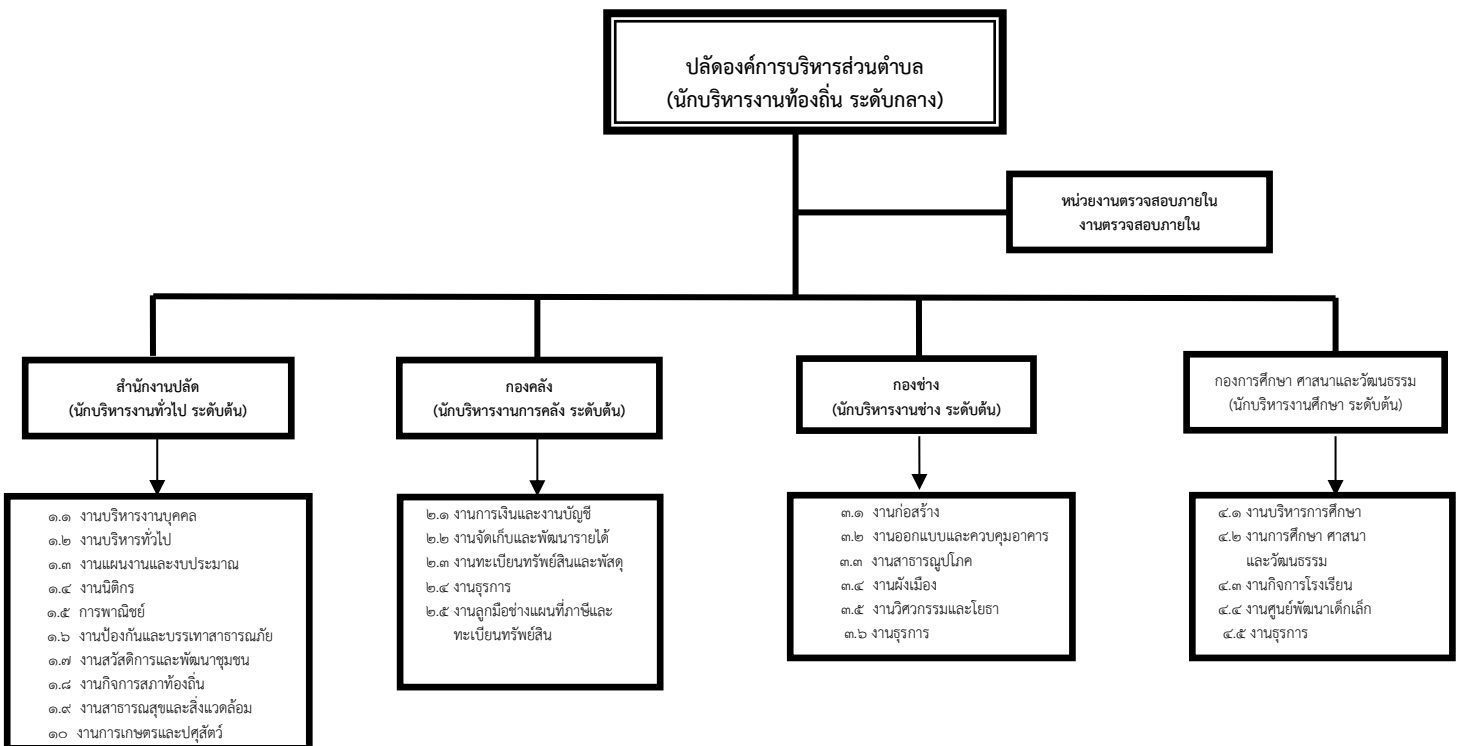 ปลัดองค์การบริหารส่วนตำบล
(นักบริหารงานท้องถิ่น ระดับกลาง)
หน่วยงานตรวจสอบภายใน
งานตรวจสอบภายใน
สำนักงานปลัด
(นักบริหารงานทั่วไป ระดับต้น)
กองคลัง
(นักบริหารงานการคลัง ระดับต้น)
กองช่าง
(นักบริหารงานช่าง ระดับต้น)
กองการศึกษา ศาสนาและวัฒนธรรม
(นักบริหารงานศึกษา ระดับต้น)
๑.๑ งานบริหารงานบุคคล
๑.๒ งานบริหารทั่วไป
๑.๓ งานแผนงานและงบประมาณ
๑.๔ งานนิติกร
๑.๕ การพาณิชย์
๑.๖ งานป้องกันและบรรเทาสาธารณภัย
๑.๗ งานสวัสดิการและพัฒนาชุมชน
๑.๘ งานกิจการสภาท้องถิ่น
๑.๙ งานสาธารณสุขและสิ่งแวดล้อม
๑๐ งานการเกษตรและปศุสัตว์
๒.๑ งานการเงินและงานบัญชี
๒.๒ งานจัดเก็บและพัฒนารายได้
๒.๓ งานทะเบียนทรัพย์สินและพัสดุ
๒.๔ งานธุรการ
๒.๕ งานลูกมือช่างแผนที่ภาษีและ
ทะเบียนทรัพย์สิน
๓.๑ งานก่อสร้าง
๓.๒ งานออกแบบและควบคุมอาคาร
๓.๓ งานสาธารณูปโภค
๓.๔ งานผังเมือง
๓.๕ งานวิศวกรรมและโยธา
๓.๖ งานธุรการ
๔.๑ งานบริหารการศึกษา
๔.๒ งานการศึกษา ศาสนา
และวัฒนธรรม
๔.๓ งานกิจการโรงเรียน
๔.๔ งานศูนย์พัฒนาเด็กเล็ก
๔.๕ งานธุรการ